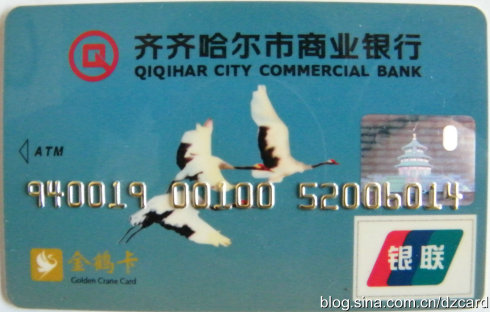 齐齐哈尔市商业银行
QIQIHAR CITY COMMERCIAL BANK
ATM
940019 00100 52006014
金鹤卡
Golden Crane Card
银联
blog.sina.com.cn/dzcard